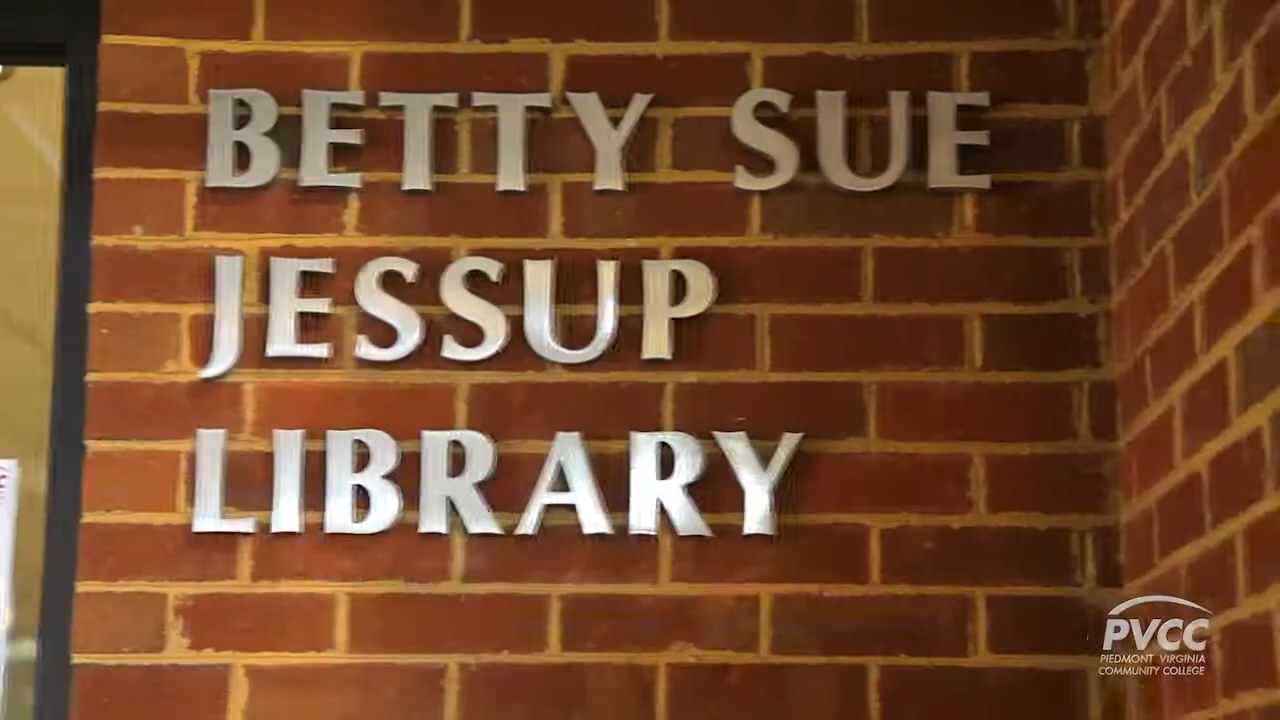 BETTY SUE
JESSUP
LIBRARY
PVCC
PIEDMONT VIRGINIA
COMMUNITY COLLEGE